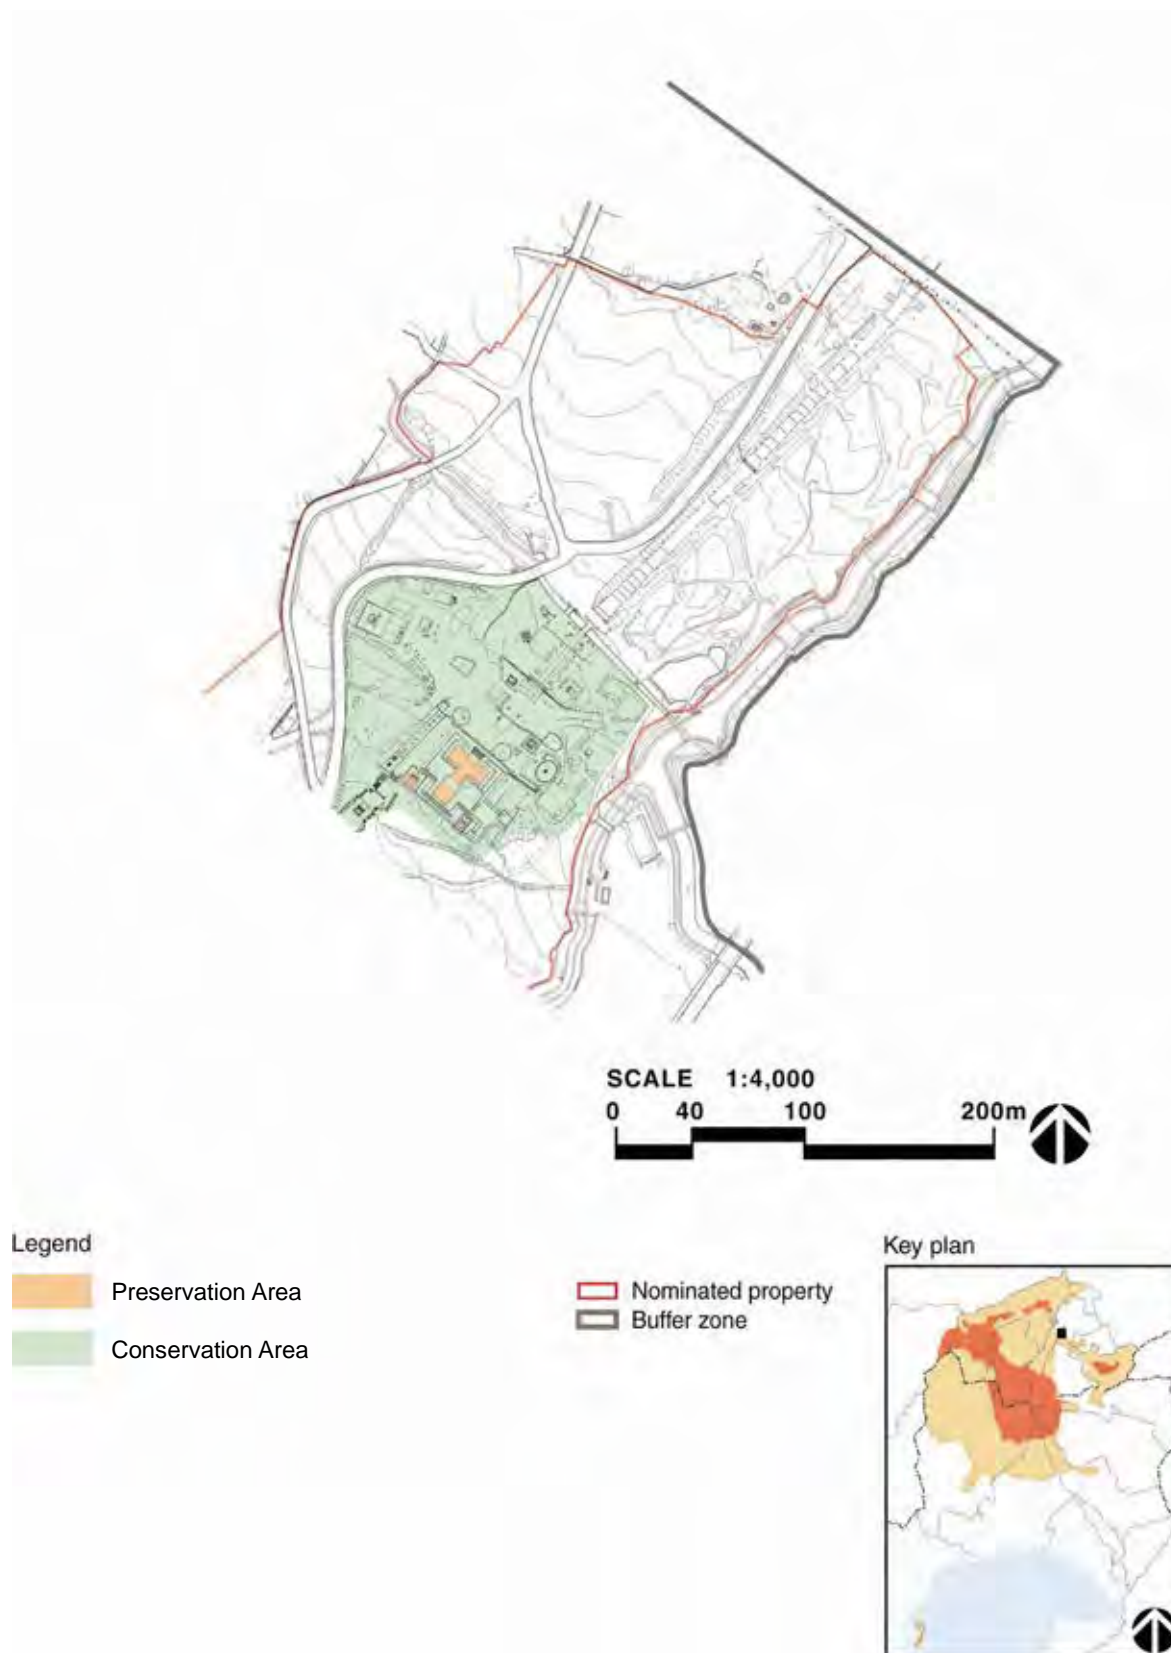 SCALE 1:4,000
0 40 100 200m
Legend
Preservation Area
Conservation Area
Nominated property
Buffer zone
Key plan